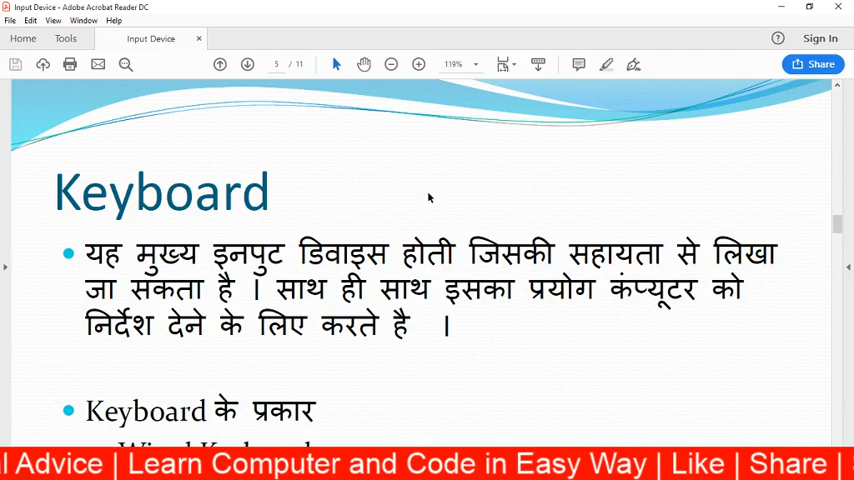 Input Device - Adobe Acrobat Reader DC
File Edit View Window Help
Home Tools Input Device × Sign In
5 / 11 119% Share
Keyboard
• यह मुख्य इनपुट डिवाइस होती जिसकी सहायता से लिखा
जा सकता है । साथ ही साथ इसका प्रयोग कंप्यूटर को
निर्देश देने के लिए करते है ।
• Keyboard के प्रकार
Wired Keyboard
l Advice | Learn Computer and Code in Easy Way | Like | Share |